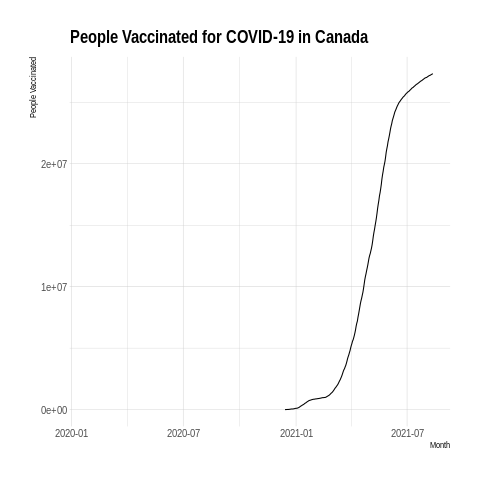 People Vaccinated for COVID-19 in Canada
People Vaccinated
2e+07
1e+07
0e+00
2020-01 2020-07 2021-01 2021-07
Month